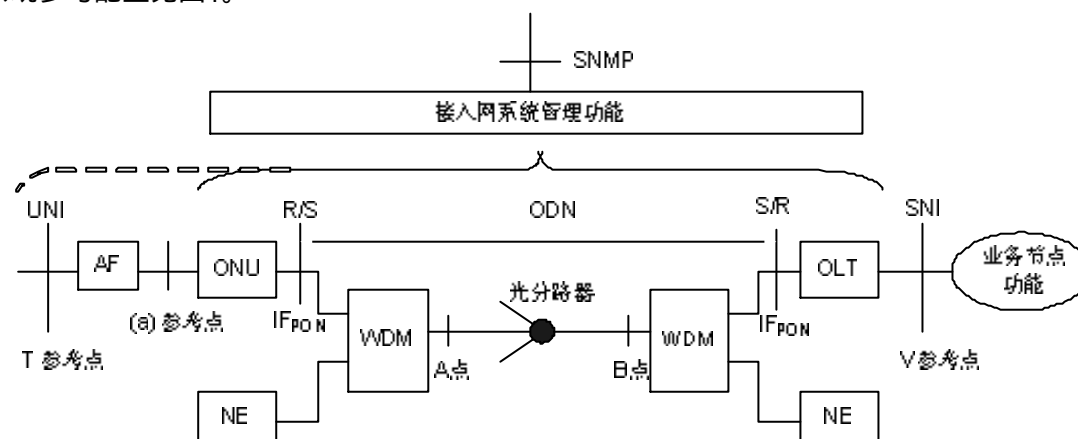 SNMP
接入网系统管理功能
UNI
R/S
ODN
S/R
SNI
AF
ONU
OLT
业务节点
功能
光分路器
(a) 参考点
IFPON
IFPON
WDM
WDM
T 参考点
A点
B点
V参考点
NE
NE